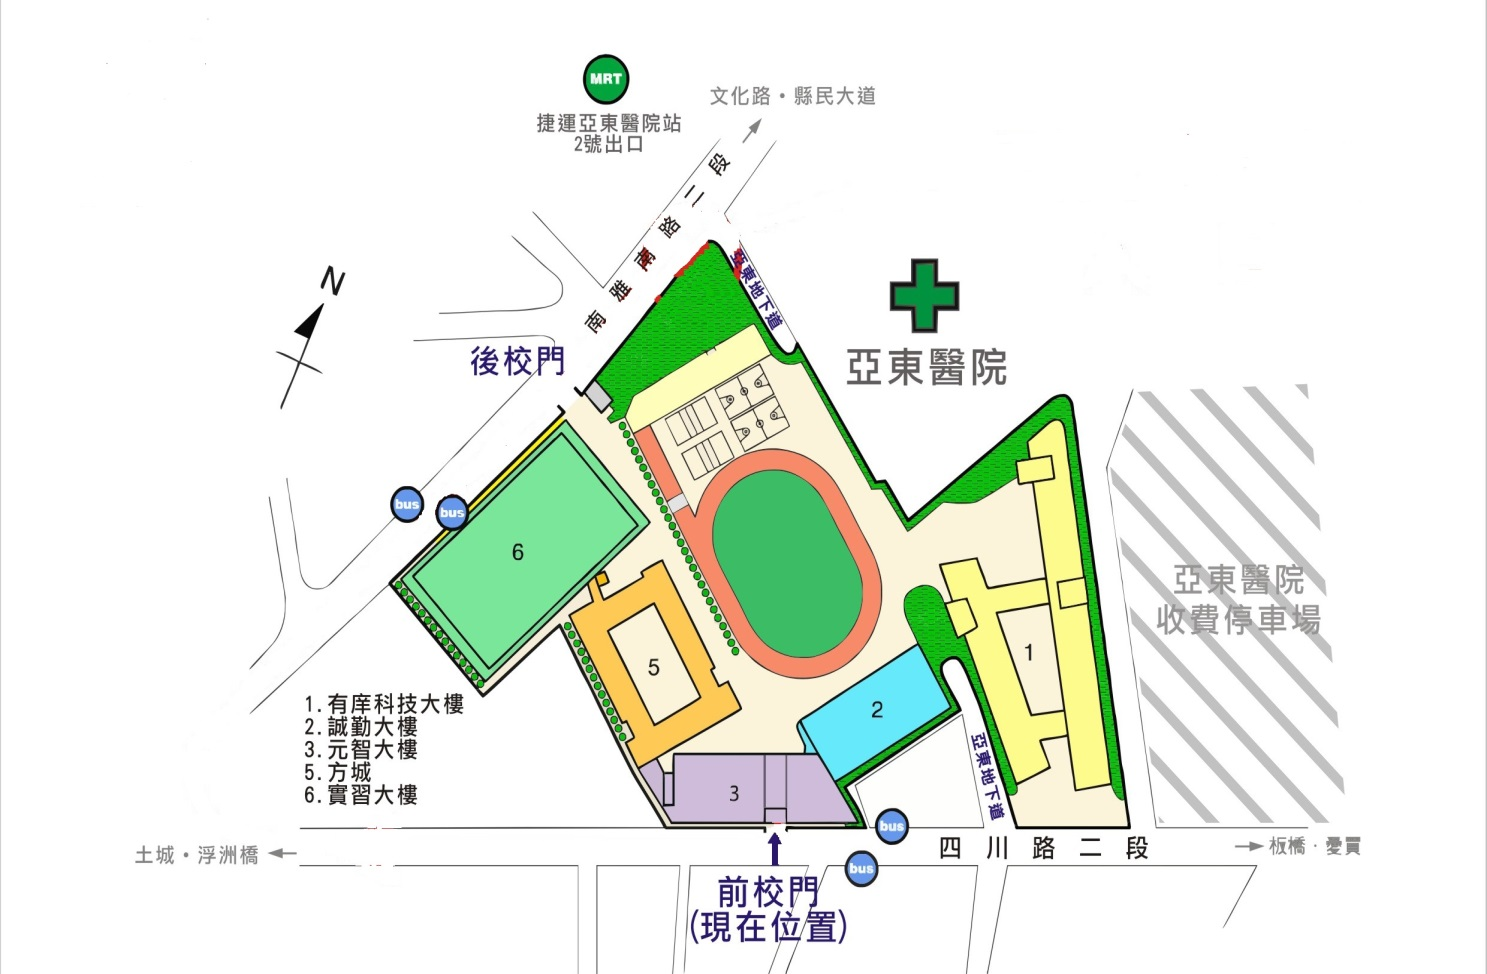 MRT
捷運亞東醫院站
2號出口
文化路・縣民大道
南雅南路二段
N
亞東地下道
後校門
亞東醫院
bus
bus
6
5
1
2
3
亞東醫院
收費停車場
1.有庠科技大樓
2.誠勤大樓
3.元智大樓
5.方城
6.實習大樓
亞東地下道
bus
四川路二段
土城・浮洲橋
板橋・愛買
bus
前校門
(現在位置)